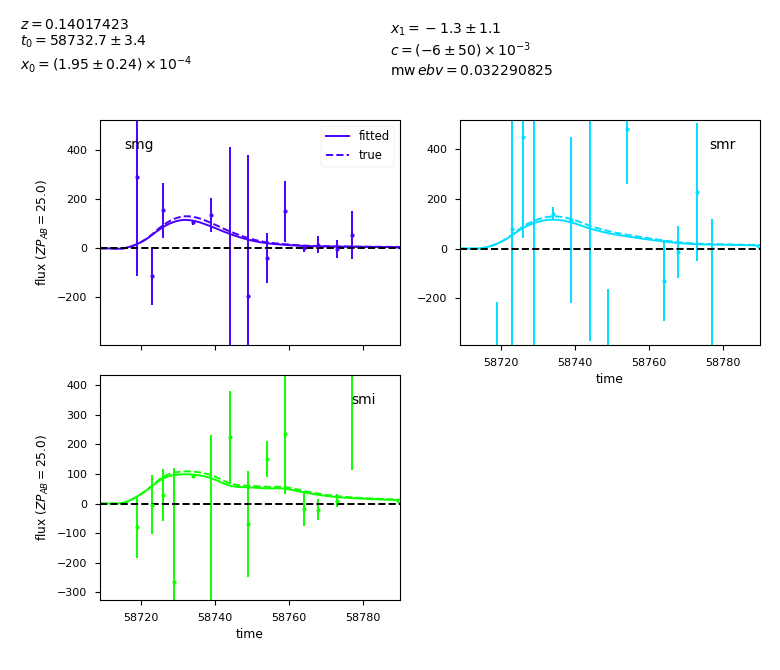 z = 0.14017423
t₀ = 58732.7 ± 3.4
x₀ = (1.95 ± 0.24) × 10⁻⁴
x₁ = −1.3 ± 1.1
c = (−6 ± 50) × 10⁻³
mw ebv = 0.032290825
smg
fitted
true
400
200
0
−200
flux (ZP_AB = 25.0)
smr
400
200
0
−200
58720 58740 58760 58780
time
smi
400
300
200
100
0
−100
−200
−300
flux (ZP_AB = 25.0)
58720 58740 58760 58780
time